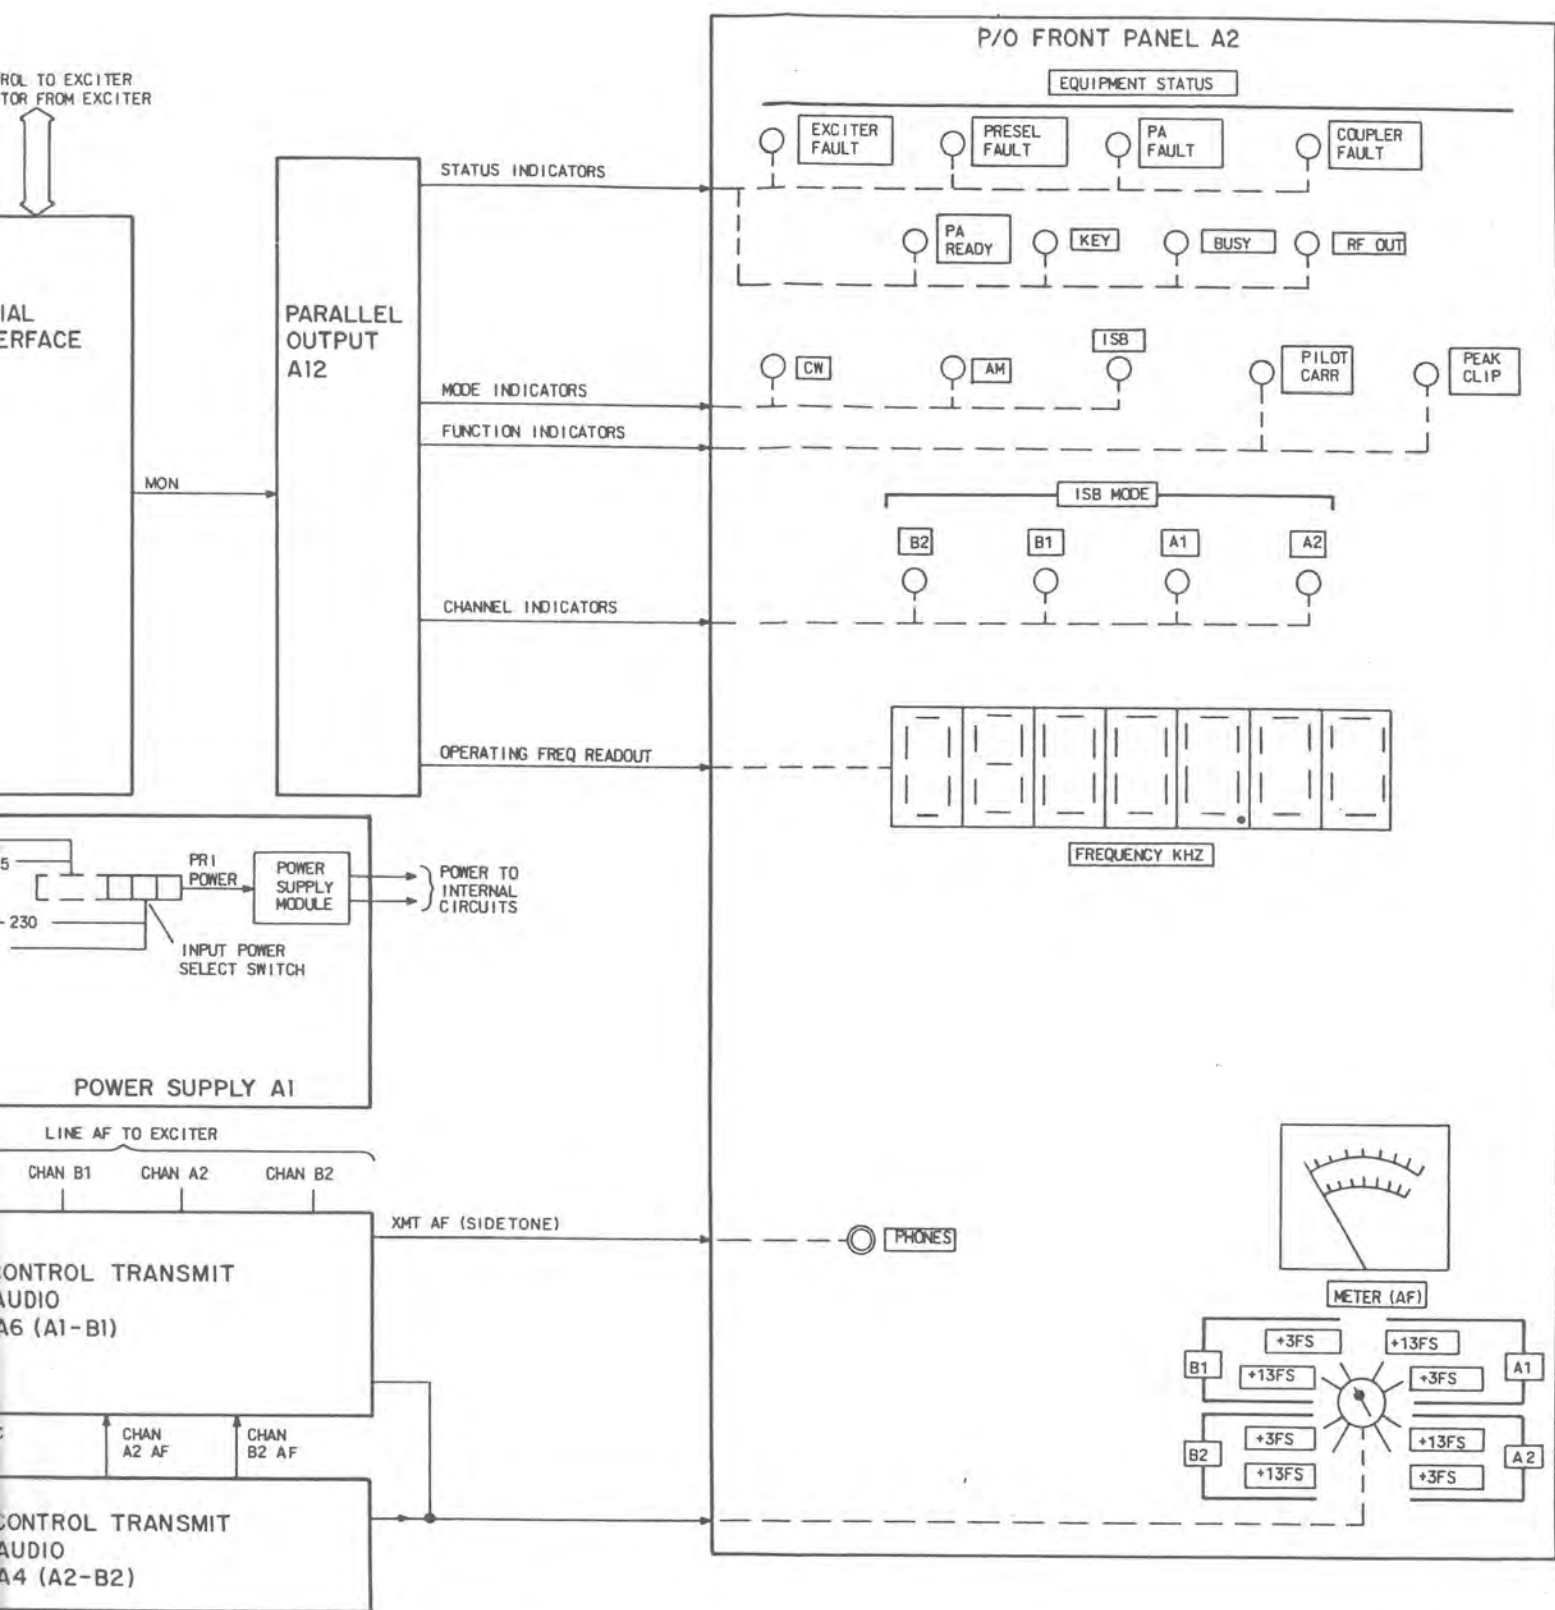 P/O FRONT PANEL A2
EQUIPMENT STATUS
ROL TO EXCITER
TOR FROM EXCITER
EXCITER
FAULT
PRESEL
FAULT
PA
FAULT
COUPLER
FAULT
STATUS INDICATORS
PA
READY
KEY
BUSY
RF OUT
IAL
ERFACE
PARALLEL
OUTPUT
A12
CW
AM
ISB
PILOT
CARR
PEAK
CLIP
MODE INDICATORS
FUNCTION INDICATORS
MON
ISB MODE
B2
B1
A1
A2
CHANNEL INDICATORS
OPERATING FREQ READOUT
FREQUENCY KHZ
5
PRI
POWER
POWER
SUPPLY
MODULE
POWER TO
INTERNAL
CIRCUITS
230
INPUT POWER
SELECT SWITCH
POWER SUPPLY A1
LINE AF TO EXCITER
CHAN B1
CHAN A2
CHAN B2
XMT AF (SIDETONE)
PHONES
ONTROL TRANSMIT
AUDIO
A6 (A1-B1)
METER (AF)
+3FS
+13FS
B1
+13FS
+3FS
A1
B2
+3FS
+13FS
A2
+13FS
+3FS
C
CHAN
A2 AF
CHAN
B2 AF
CONTROL TRANSMIT
AUDIO
A4 (A2-B2)